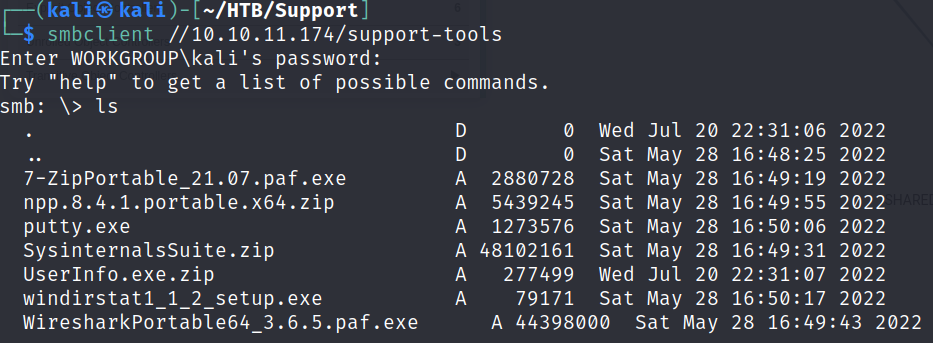 ┌──(kali㉿kali)-[~/HTB/Support]
└─$ smbclient //10.10.11.174/support-tools
Enter WORKGROUP\kali's password:
Try "help" to get a list of possible commands.
smb: \> ls
  .                                   D        0  Wed Jul 20 22:31:06 2022
  ..                                  D        0  Sat May 28 16:48:25 2022
  7-ZipPortable_21.07.paf.exe         A  2880728  Sat May 28 16:49:19 2022
  npp.8.4.1.portable.x64.zip          A  5439245  Sat May 28 16:49:55 2022
  putty.exe                           A  1273576  Sat May 28 16:50:06 2022
  SysinternalsSuite.zip               A 48102161  Sat May 28 16:49:31 2022
  UserInfo.exe.zip                    A   277499  Wed Jul 20 22:31:07 2022
  windirstat1_1_2_setup.exe           A    79171  Sat May 28 16:50:17 2022
  WiresharkPortable64_3.6.5.paf.exe      A 44398000  Sat May 28 16:49:43 2022
SHARED